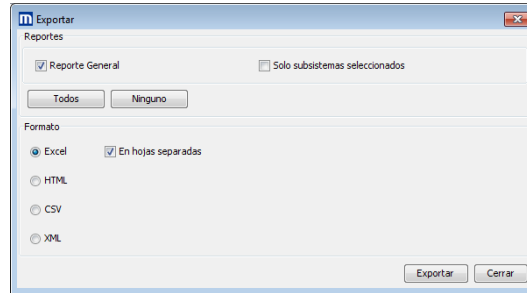 m Exportar
Reportes
Reporte General Solo subsistemas seleccionados
Todos Ninguno
Formato
Excel En hojas separadas
HTML
CSV
XML
Exportar Cerrar